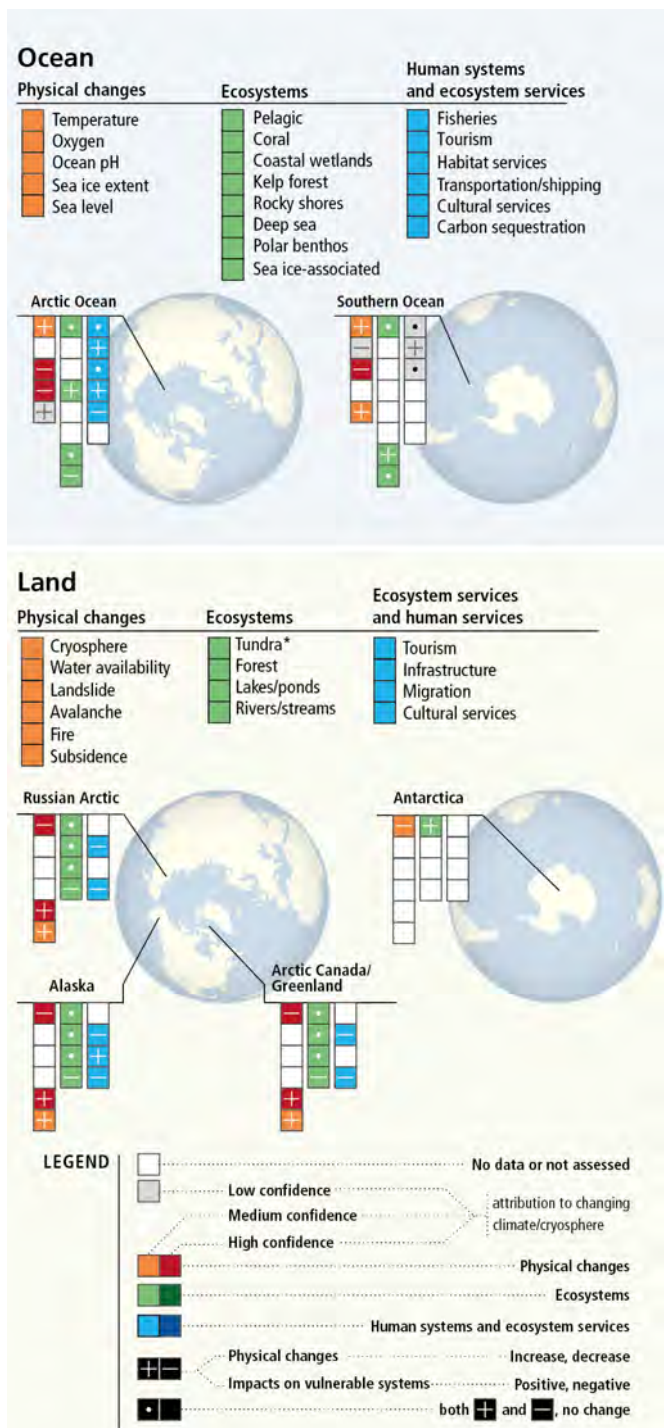 Ocean
Physical changes
Temperature
Oxygen
Ocean pH
Sea ice extent
Sea level
Ecosystems
Pelagic
Coral
Coastal wetlands
Kelp forest
Rocky shores
Deep sea
Polar benthos
Sea ice-associated
Human systems
and ecosystem services
Fisheries
Tourism
Habitat services
Transportation/shipping
Cultural services
Carbon sequestration
Arctic Ocean
Southern Ocean
Land
Physical changes
Cryosphere
Water availability
Landslide
Avalanche
Fire
Subsidence
Ecosystems
Tundra*
Forest
Lakes/ponds
Rivers/streams
Ecosystem services
and human services
Tourism
Infrastructure
Migration
Cultural services
Russian Arctic
Antarctica
Alaska
Arctic Canada/
Greenland
LEGEND
No data or not assessed
Low confidence
Medium confidence
High confidence
attribution to changing
climate/cryosphere
Physical changes
Ecosystems
Human systems and ecosystem services
Physical changes Increase, decrease
Impacts on vulnerable systems Positive, negative
both + and −, no change